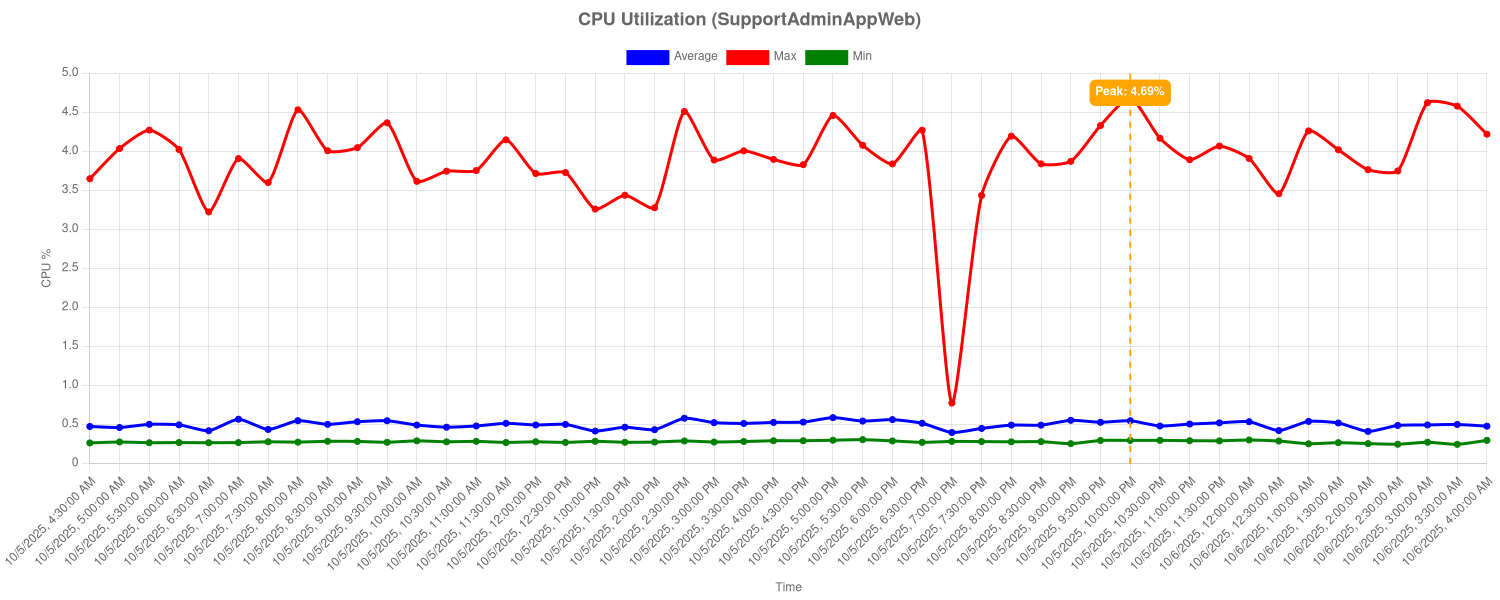 CPU Utilization (SupportAdminAppWeb)
Average Max Min
5.0
4.5
4.0
3.5
3.0
2.5
2.0
1.5
1.0
0.5
0
CPU %
Peak: 4.69%
10/5/2025, 4:30:00 AM
10/5/2025, 5:00:00 AM
10/5/2025, 5:30:00 AM
10/5/2025, 6:00:00 AM
10/5/2025, 6:30:00 AM
10/5/2025, 7:00:00 AM
10/5/2025, 7:30:00 AM
10/5/2025, 8:00:00 AM
10/5/2025, 8:30:00 AM
10/5/2025, 9:00:00 AM
10/5/2025, 9:30:00 AM
10/5/2025, 10:00:00 AM
10/5/2025, 10:30:00 AM
10/5/2025, 11:00:00 AM
10/5/2025, 11:30:00 AM
10/5/2025, 12:00:00 PM
10/5/2025, 12:30:00 PM
10/5/2025, 1:00:00 PM
10/5/2025, 1:30:00 PM
10/5/2025, 2:00:00 PM
10/5/2025, 2:30:00 PM
10/5/2025, 3:00:00 PM
10/5/2025, 3:30:00 PM
10/5/2025, 4:00:00 PM
10/5/2025, 4:30:00 PM
10/5/2025, 5:00:00 PM
10/5/2025, 5:30:00 PM
10/5/2025, 6:00:00 PM
10/5/2025, 6:30:00 PM
10/5/2025, 7:00:00 PM
10/5/2025, 7:30:00 PM
10/5/2025, 8:00:00 PM
10/5/2025, 8:30:00 PM
10/5/2025, 9:00:00 PM
10/5/2025, 9:30:00 PM
10/5/2025, 10:00:00 PM
10/5/2025, 10:30:00 PM
10/5/2025, 11:00:00 PM
10/5/2025, 11:30:00 PM
10/6/2025, 12:00:00 AM
10/6/2025, 12:30:00 AM
10/6/2025, 1:00:00 AM
10/6/2025, 1:30:00 AM
10/6/2025, 2:00:00 AM
10/6/2025, 2:30:00 AM
10/6/2025, 3:00:00 AM
10/6/2025, 3:30:00 AM
10/6/2025, 4:00:00 AM
Time